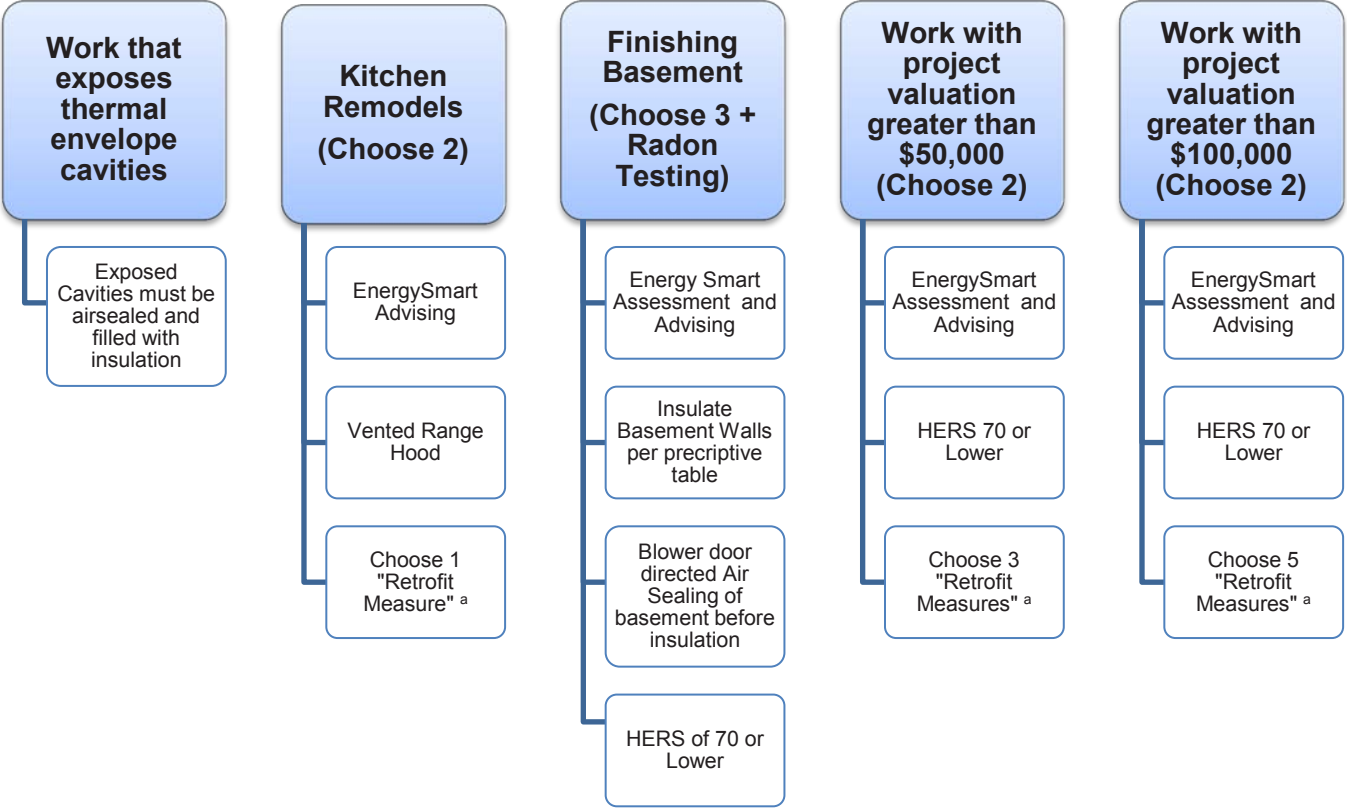 Work that
exposes
thermal
envelope
cavities
Exposed
Cavities must be
airsealed and
filled with
insulation
Kitchen
Remodels
(Choose 2)
EnergySmart
Advising
Vented Range
Hood
Choose 1
"Retrofit
Measure" a
Finishing
Basement
(Choose 3 +
Radon
Testing)
Energy Smart
Assessment and
Advising
Insulate
Basement Walls
per precriptive
table
Blower door
directed Air
Sealing of
basement before
insulation
HERS of 70 or
Lower
Work with
project
valuation
greater than
$50,000
(Choose 2)
EnergySmart
Assessment and
Advising
HERS 70 or
Lower
Choose 3
"Retrofit
Measures" a
Work with
project
valuation
greater than
$100,000
(Choose 2)
EnergySmart
Assessment and
Advising
HERS 70 or
Lower
Choose 5
"Retrofit
Measures" a